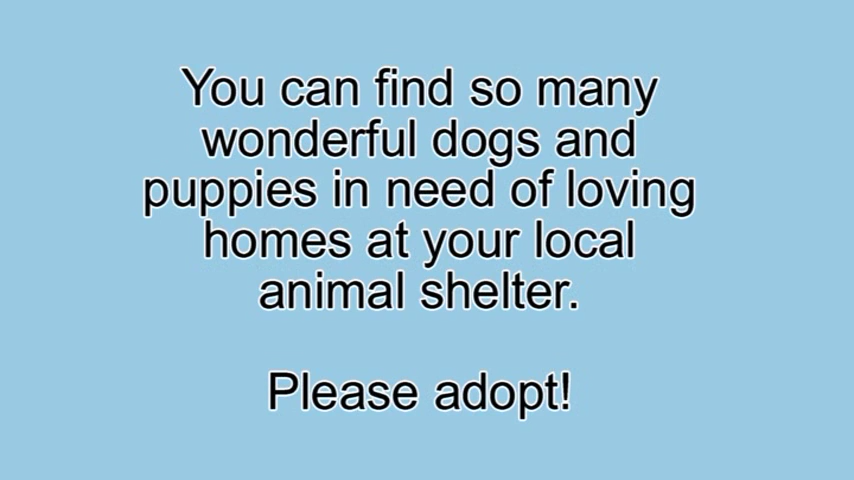 You can find so many
wonderful dogs and
puppies in need of loving
homes at your local
animal shelter.
Please adopt!